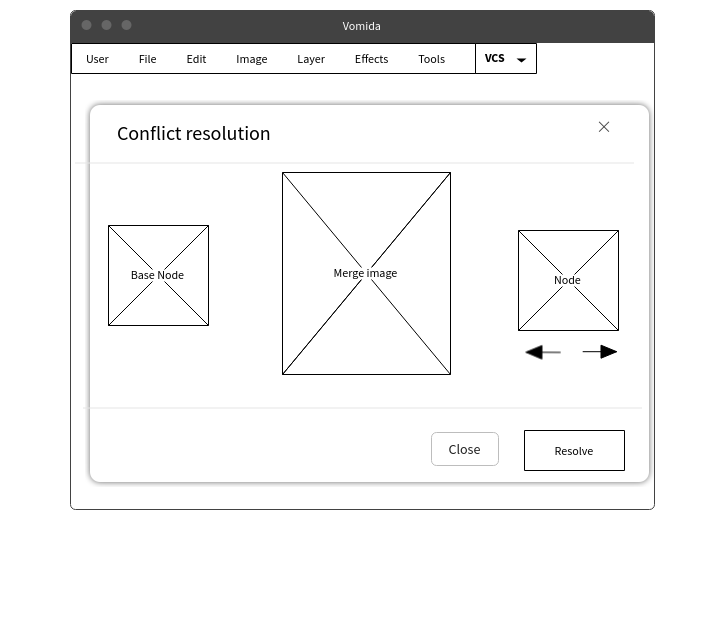 Vomida
User File Edit Image Layer Effects Tools VCS
Conflict resolution
Base Node
Merge image
Node
Close
Resolve